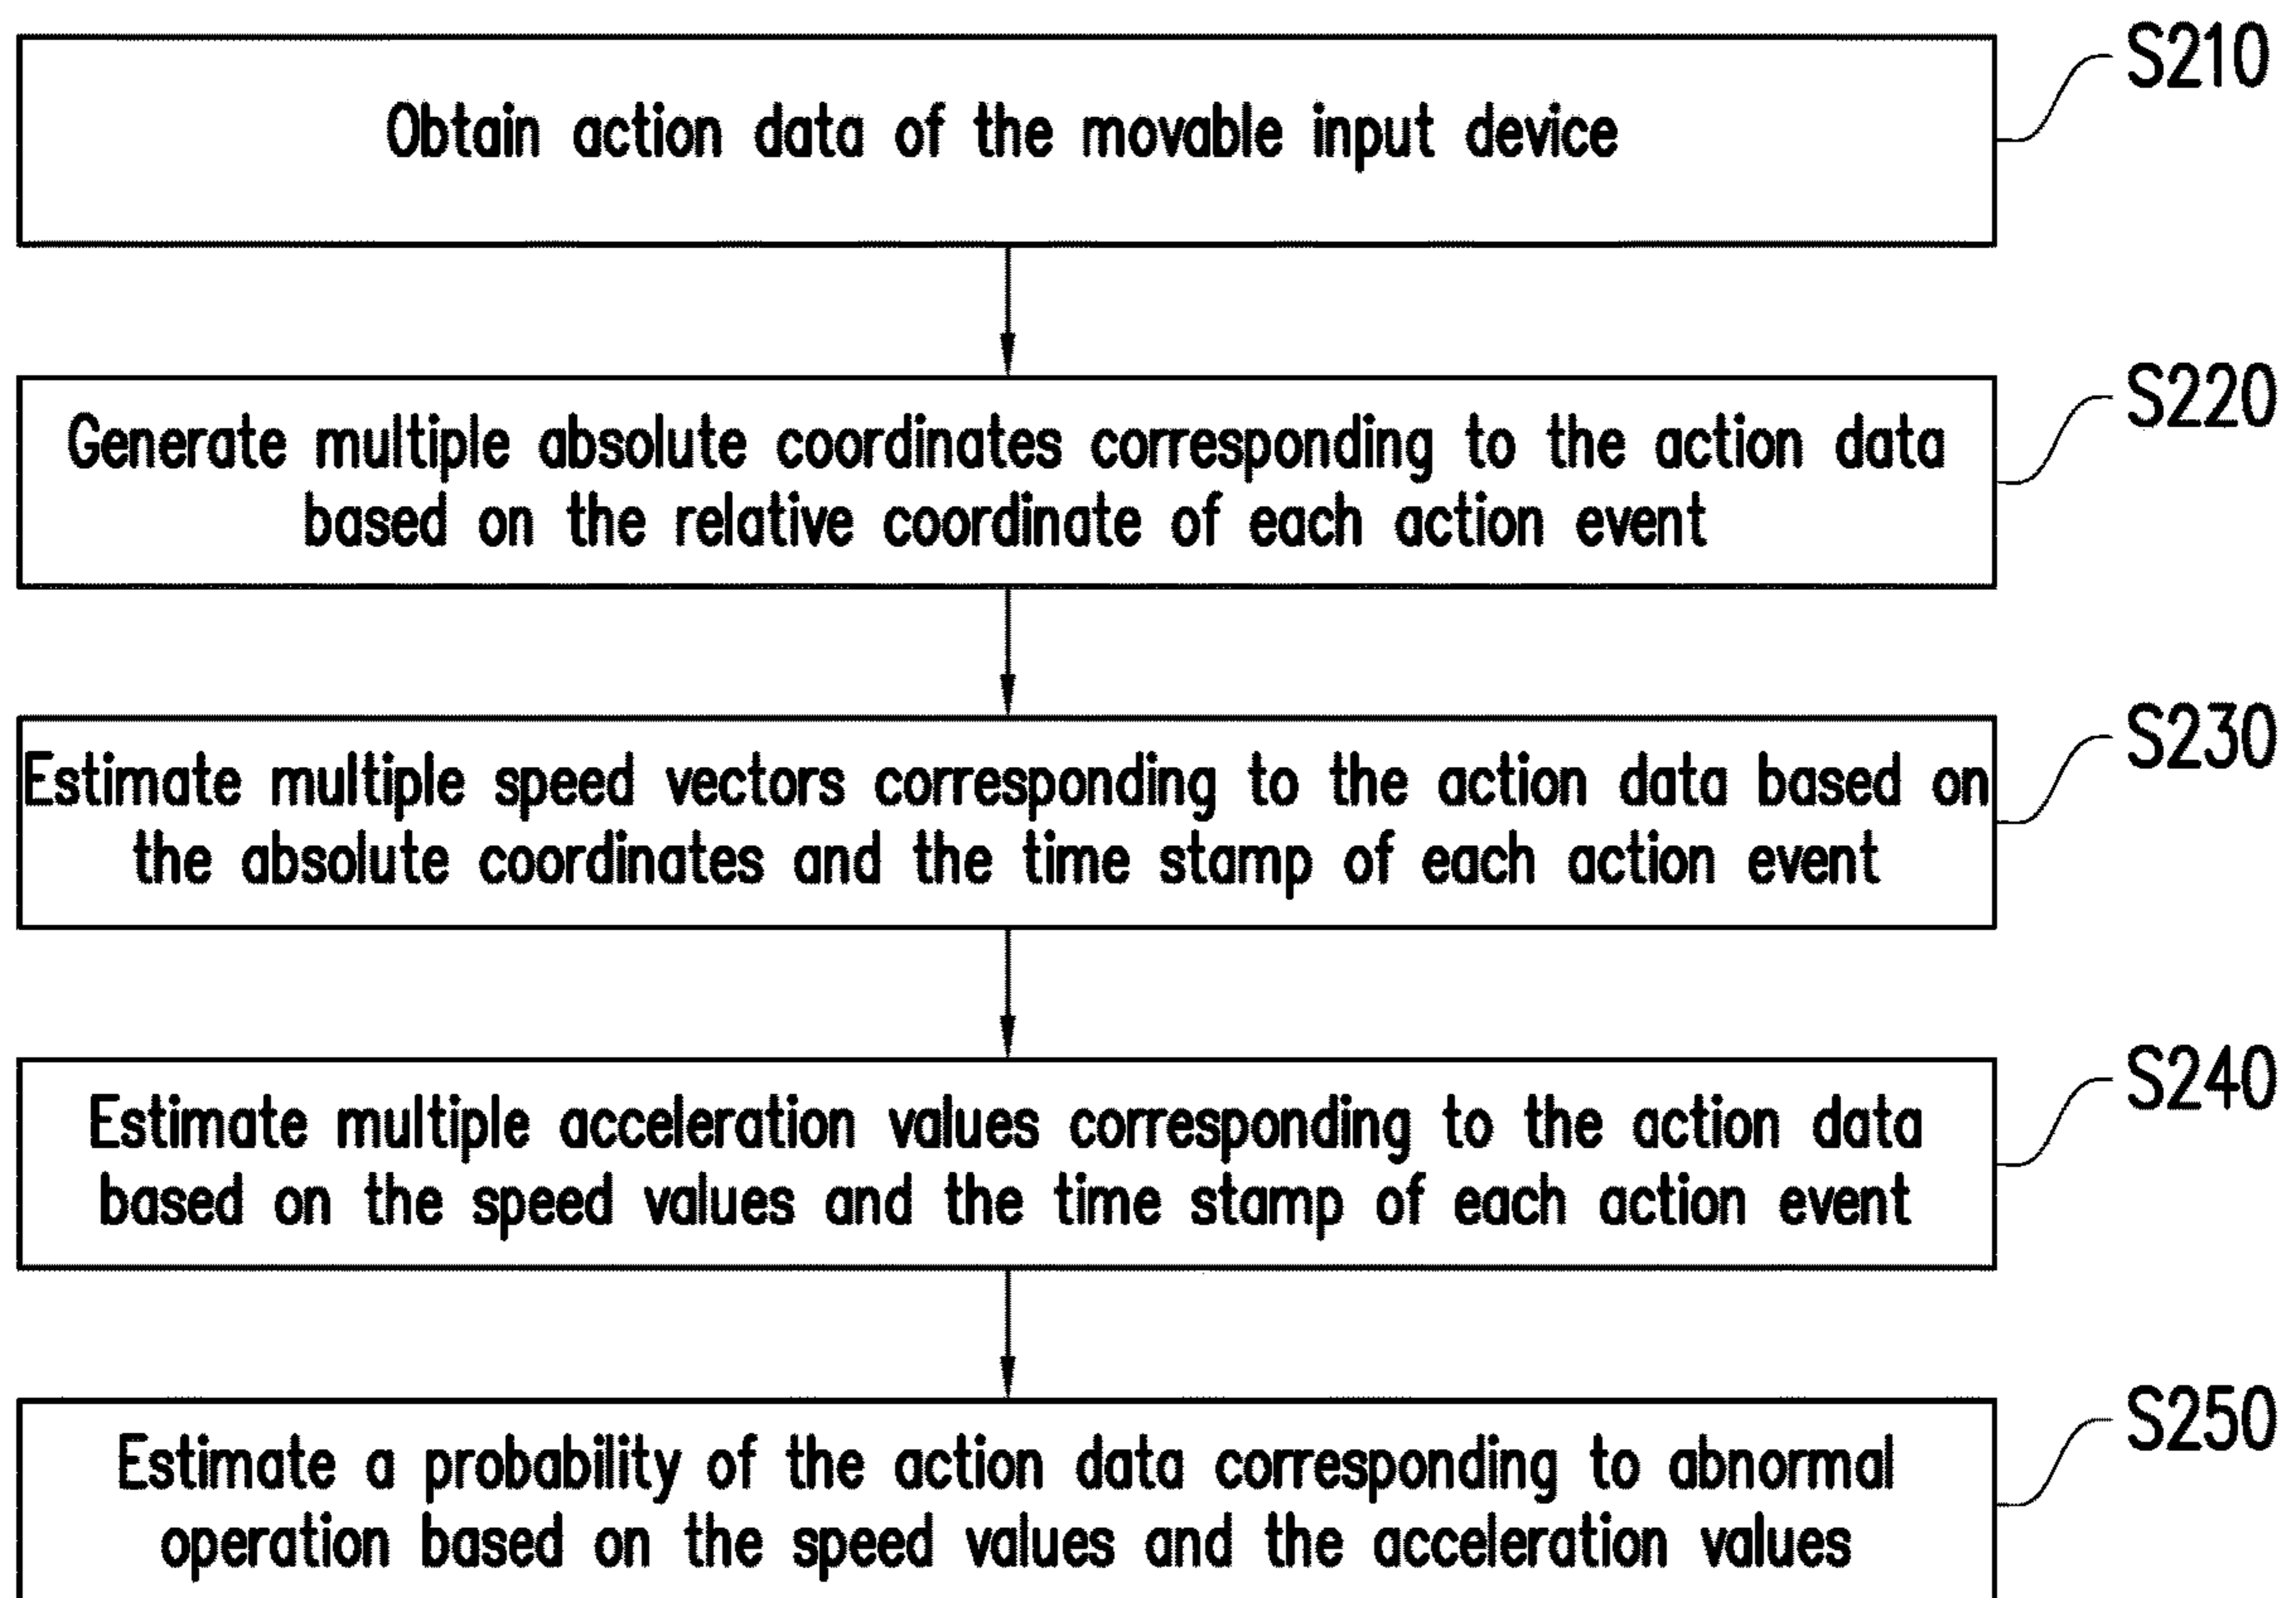 Obtain action data of the movable input device
S210
Generate multiple absolute coordinates corresponding to the action data
based on the relative coordinate of each action event
S220
Estimate multiple speed vectors corresponding to the action data based on
the absolute coordinates and the time stamp of each action event
S230
Estimate multiple acceleration values corresponding to the action data
based on the speed values and the time stamp of each action event
S240
Estimate a probability of the action data corresponding to abnormal
operation based on the speed values and the acceleration values
S250